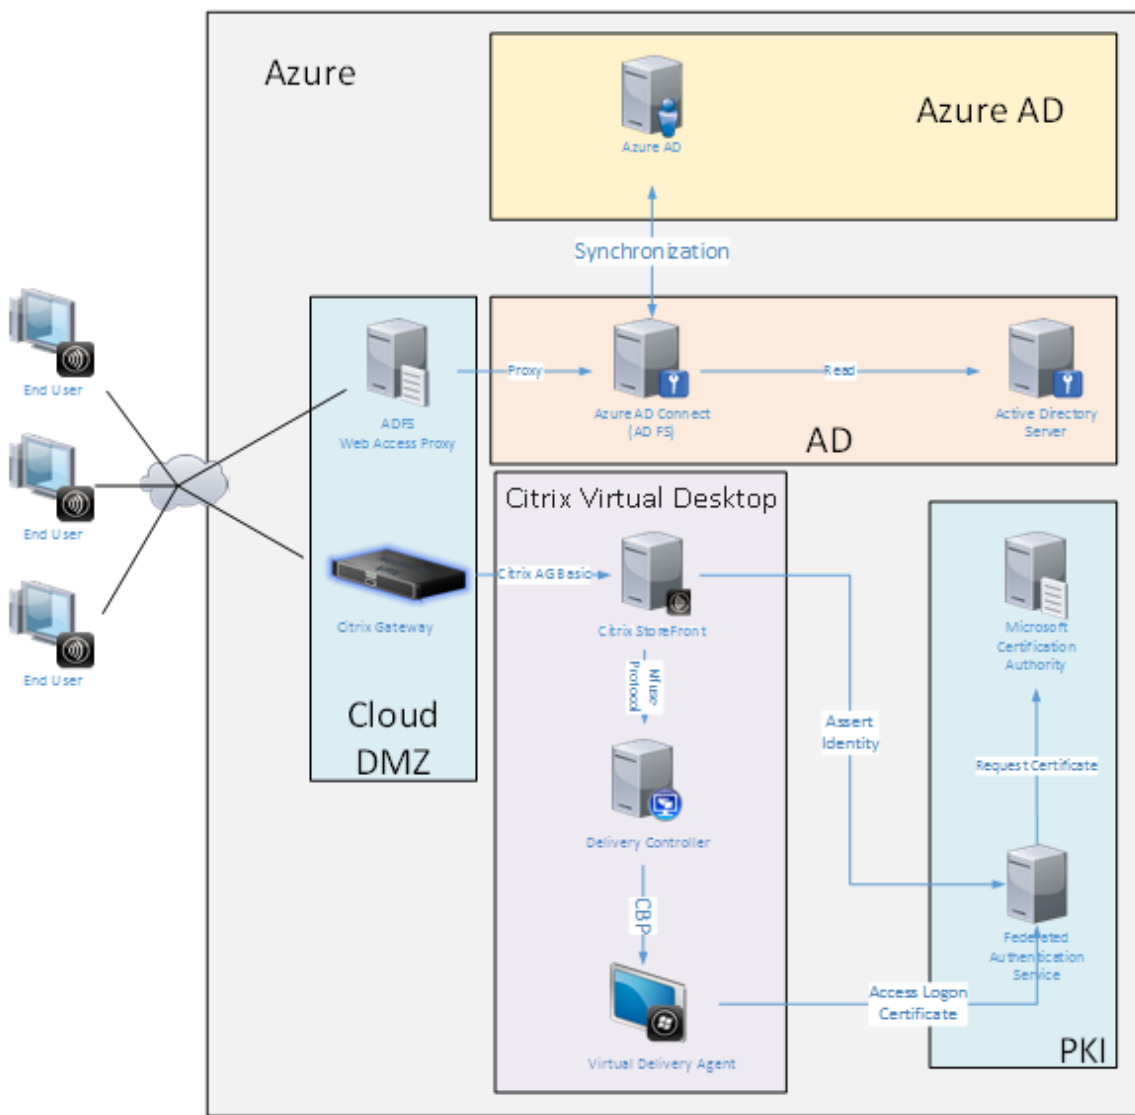 Azure
Azure AD
Azure AD
Synchronization
End User
ADFS
Web Access Proxy
Proxy
Azure AD Connect
(AD FS)
Read
Active Directory
Server
AD
End User
End User
Citrix Gateway
Cloud
DMZ
Citrix Virtual Desktop
Citrix AG Basic
Citrix StoreFront
Nfuse
Protocol
Delivery Controller
CBP
Virtual Delivery Agent
Assert
Identity
Microsoft
Certification
Authority
Request Certificate
Federated
Authentication
Service
Access Logon
Certificate
PKI